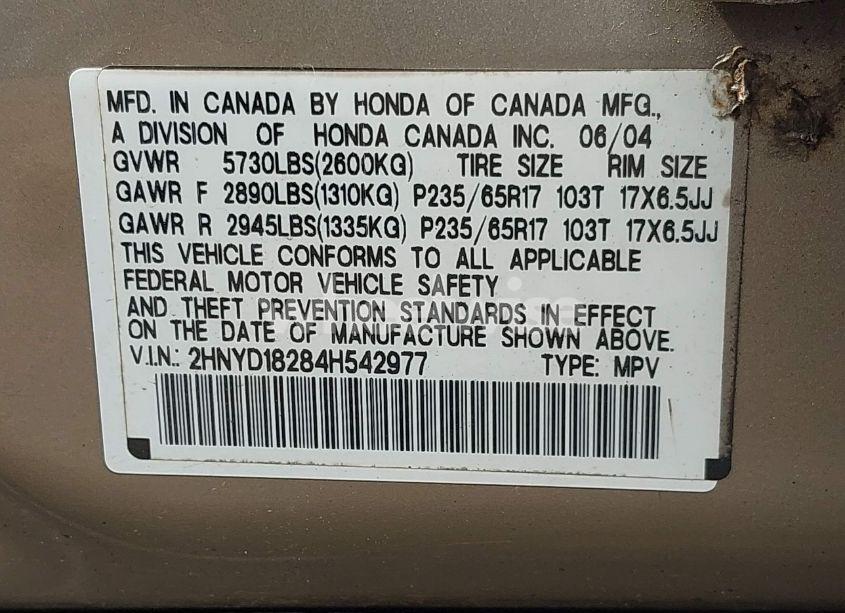 MFD. IN CANADA BY HONDA OF CANADA MFG.,
A DIVISION OF HONDA CANADA INC. 06/04
GVWR 5730LBS(2600KG) TIRE SIZE RIM SIZE
GAWR F 2890LBS(1310KG) P235/65R17 103T 17X6.5JJ
GAWR R 2945LBS(1335KG) P235/65R17 103T 17X6.5JJ
THIS VEHICLE CONFORMS TO ALL APPLICABLE
FEDERAL MOTOR VEHICLE SAFETY
AND THEFT PREVENTION STANDARDS IN EFFECT
ON THE DATE OF MANUFACTURE SHOWN ABOVE.
V.I.N.: 2HNYD18284H542977 TYPE: MPV